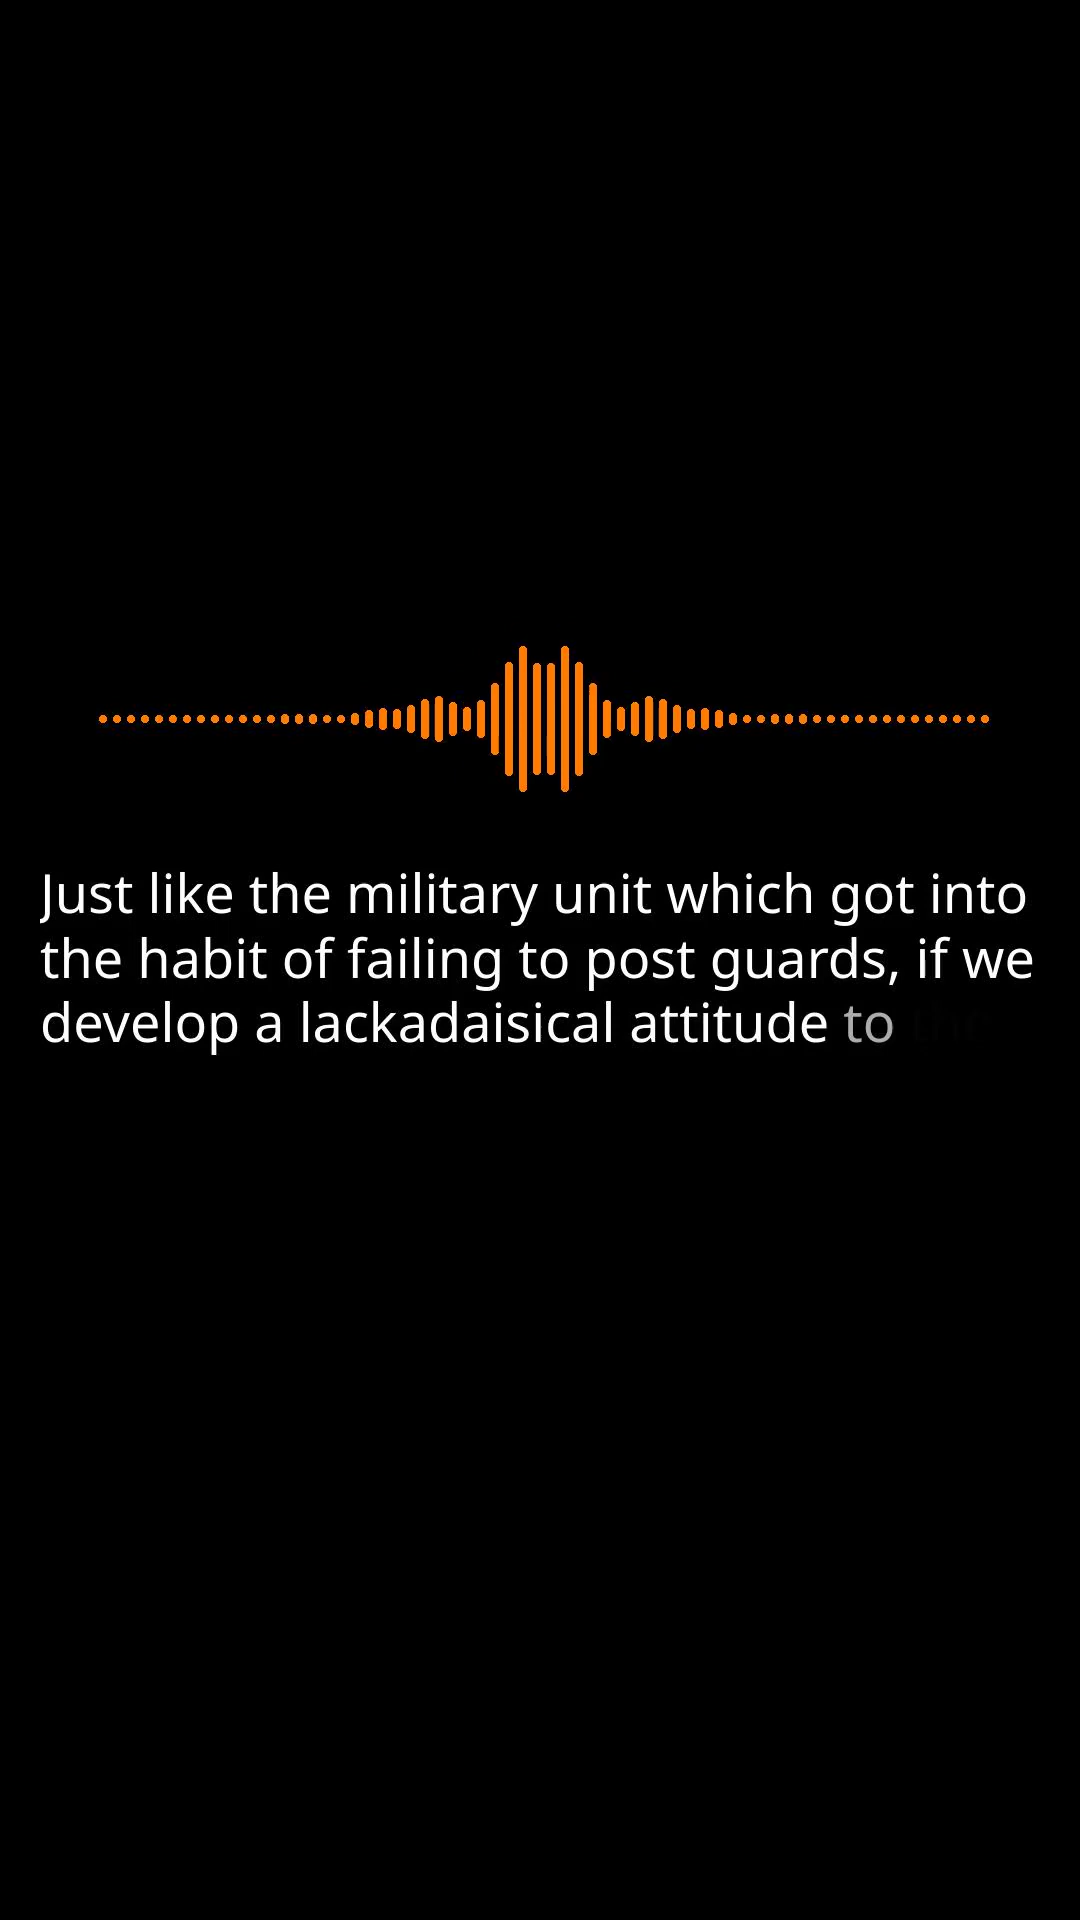 Just like the military unit which got into
the habit of failing to post guards, if we
develop a lackadaisical attitude to